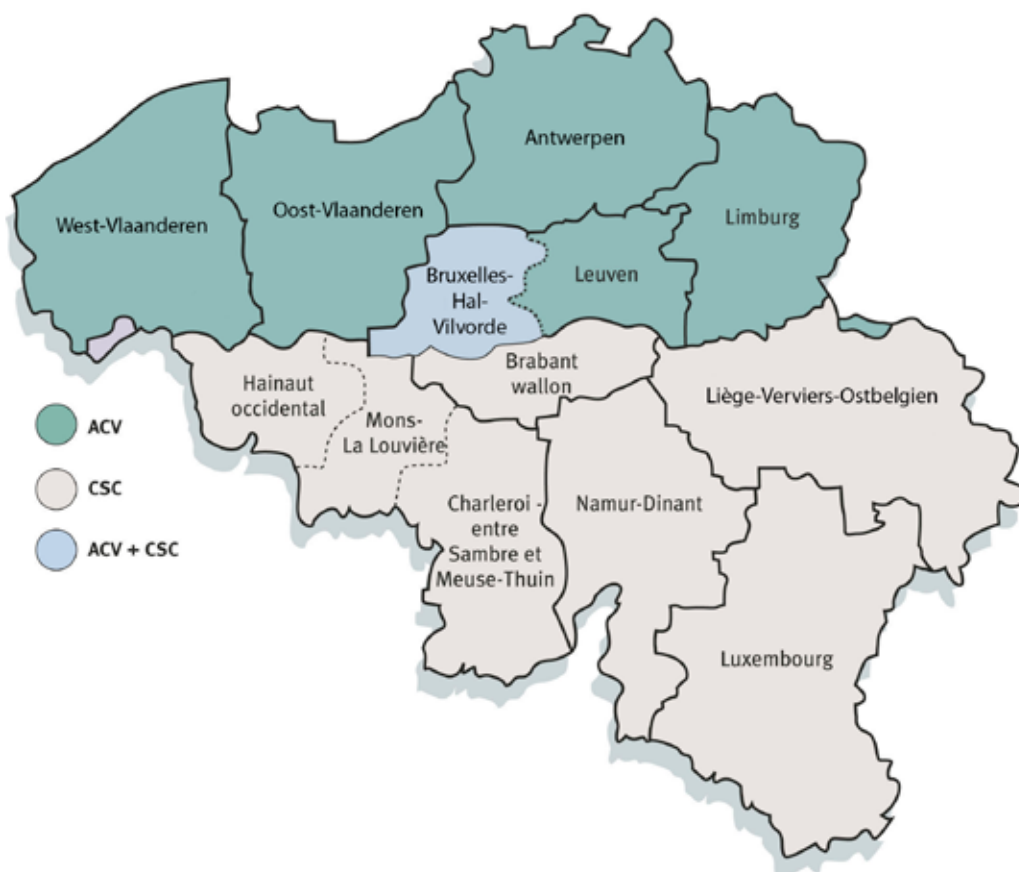 Antwerpen
West-Vlaanderen
Oost-Vlaanderen
Limburg
Bruxelles-
Hal-
Vilvorde
Leuven
Brabant
wallon
Hainaut
occidental
Mons-
La Louvière
Liège-Verviers-Ostbelgien
Charleroi -
entre
Sambre et
Meuse-Thuin
Namur-Dinant
Luxembourg
ACV
CSC
ACV + CSC